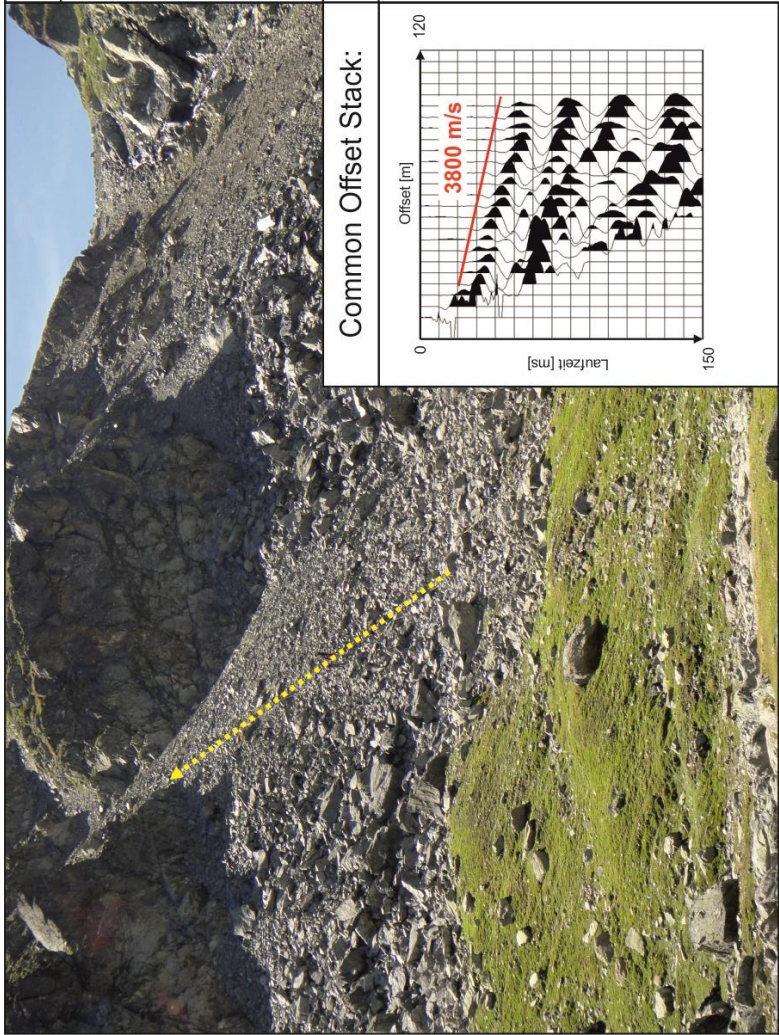 Common Offset Stack:
Offset [m]
0
120
3800 m/s
Laufzeit [ms]
150